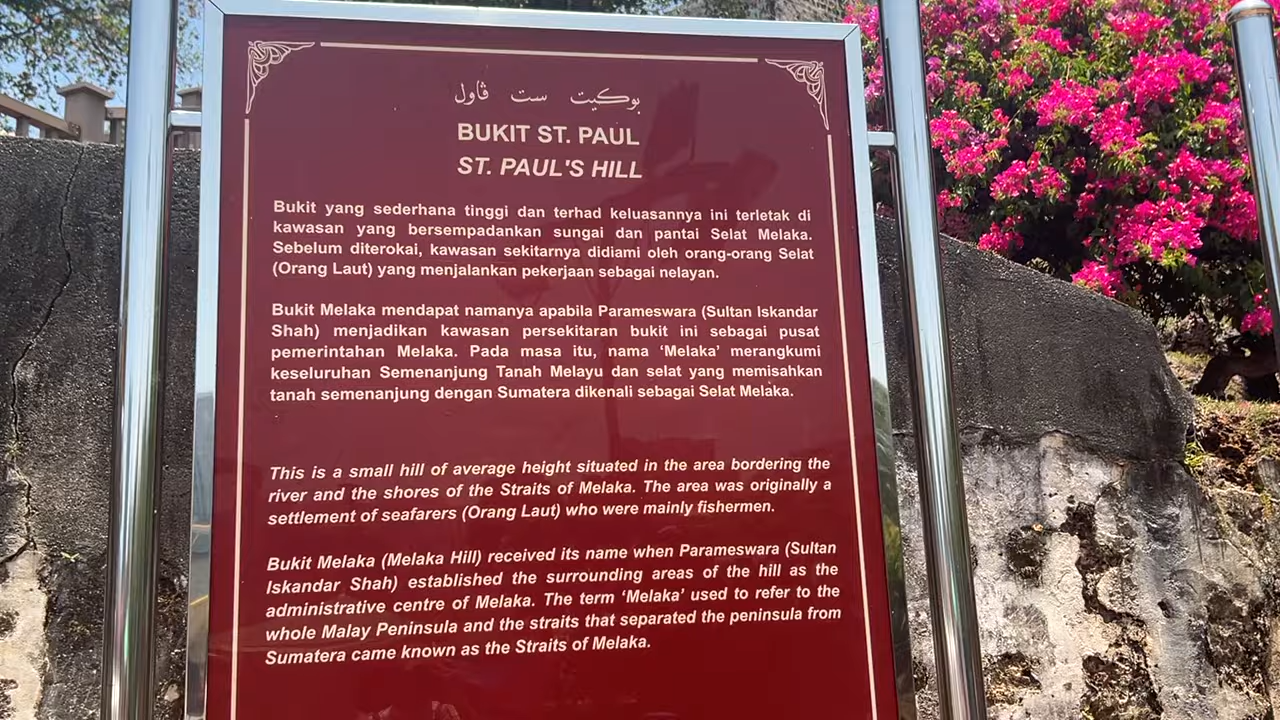 بوكيت ست ڤاول
BUKIT ST. PAUL
ST. PAUL'S HILL
Bukit yang sederhana tinggi dan terhad keluasannya ini terletak di
kawasan yang bersempadankan sungai dan pantai Selat Melaka.
Sebelum diterokai, kawasan sekitarnya didiami oleh orang-orang Selat
(Orang Laut) yang menjalankan pekerjaan sebagai nelayan.
Bukit Melaka mendapat namanya apabila Parameswara (Sultan Iskandar
Shah) menjadikan kawasan persekitaran bukit ini sebagai pusat
pemerintahan Melaka. Pada masa itu, nama ‘Melaka’ merangkumi
keseluruhan Semenanjung Tanah Melayu dan selat yang memisahkan
tanah semenanjung dengan Sumatera dikenali sebagai Selat Melaka.
This is a small hill of average height situated in the area bordering the
river and the shores of the Straits of Melaka. The area was originally a
settlement of seafarers (Orang Laut) who were mainly fishermen.
Bukit Melaka (Melaka Hill) received its name when Parameswara (Sultan
Iskandar Shah) established the surrounding areas of the hill as the
administrative centre of Melaka. The term ‘Melaka’ used to refer to the
whole Malay Peninsula and the straits that separated the peninsula from
Sumatera came known as the Straits of Melaka.